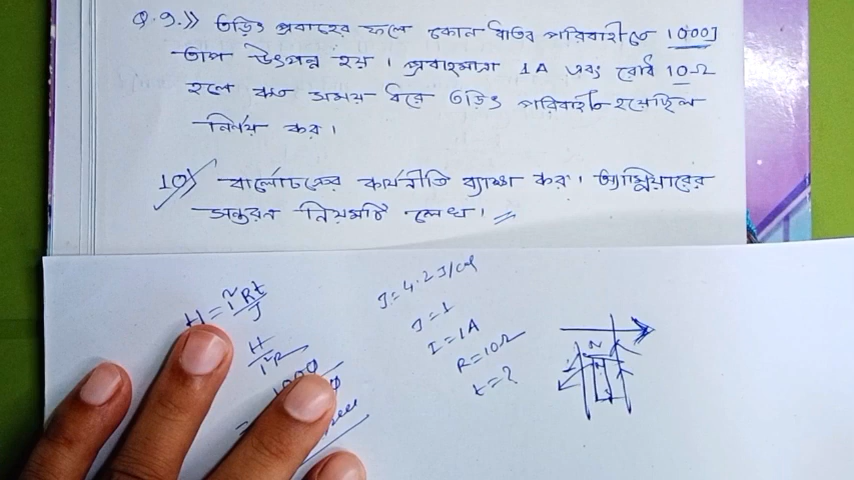 Q.9.⟩⟩ তড়িৎ প্রবাহের ফলে কোন ধাতব পরিবাহীতে 1000J
তাপ উৎপন্ন হয়। প্রবাহমাত্রা 1A এবং রোধ 10Ω
হলে কত সময় ধরে তড়িৎ পরিবাহীত হয়েছিল
নির্ণয় কর।
10⟩ বার্লোচক্রের কার্যনীতি ব্যাখ্যা কর। অ্যাম্পিয়ারের
সন্তরন নিয়মটি লেখ।
H = I²Rt/J
H/I²R
J = 4.2 J/cal
J = 1
I = 1A
R = 10Ω
t = ?